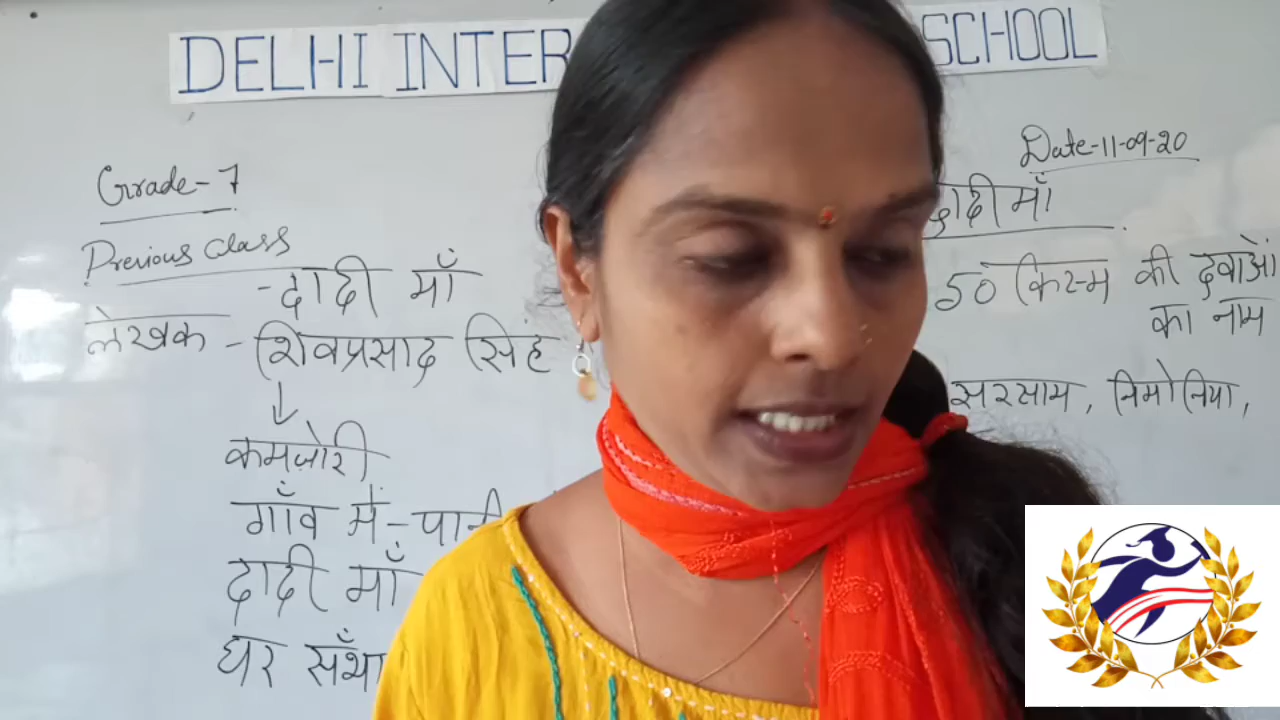 DELHI INTER SCHOOL
Grade-7
Date-11-09-20
Previous class
-दादी माँ
लेखक - शिवप्रसाद सिंह
↓
कमज़ोरी
गाँव में - पानी
दादी माँ
घर सँभा
दादी माँ
50 किस्म की दवाओं
का नाम
सरसाम, निमोनिया,